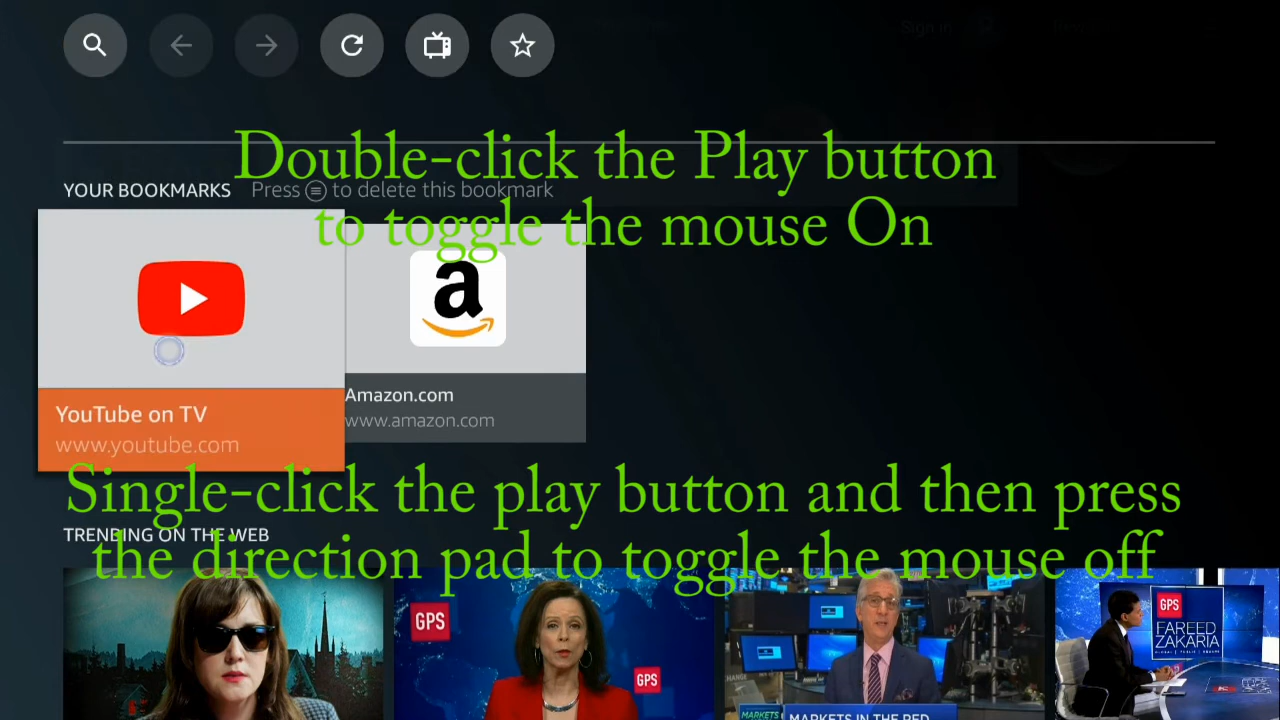 Sign in
Double-click the Play button
YOUR BOOKMARKS Press to delete this bookmark
to toggle the mouse On
a
YouTube on TV
www.youtube.com
Amazon.com
www.amazon.com
Single-click the play button and then press
TRENDING ON THE WEB
the direction pad to toggle the mouse off
GPS
GPS
MARKETS
MARKETS IN THE RED
GPS
FAREED
ZAKARIA